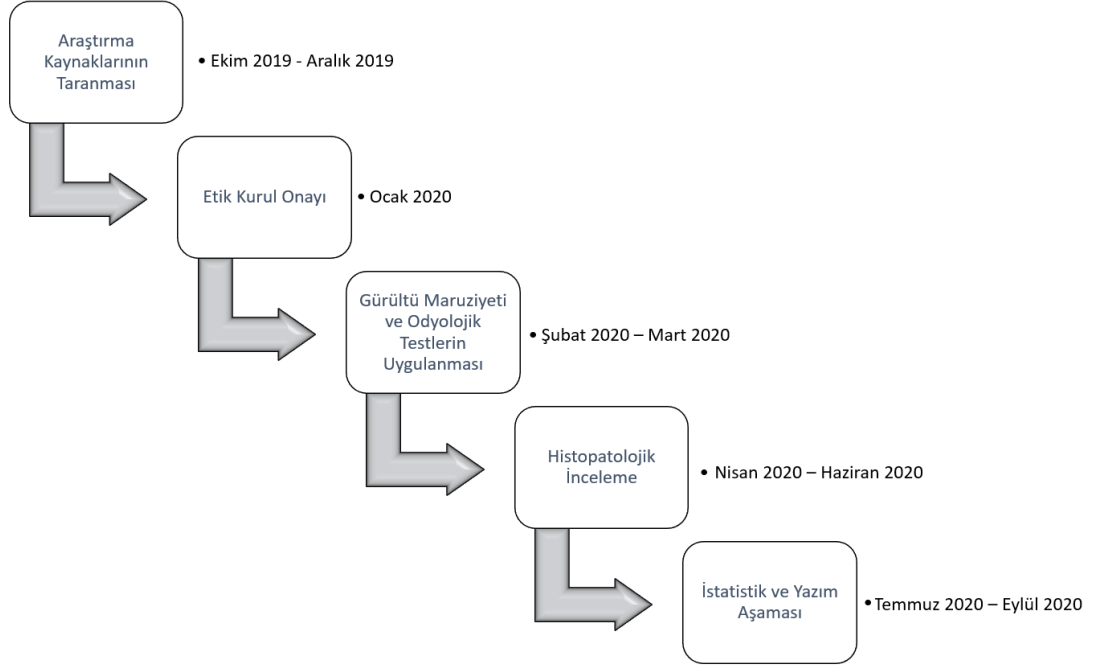 Araştırma
Kaynaklarının
Taranması
• Ekim 2019 - Aralık 2019
Etik Kurul Onayı
• Ocak 2020
Gürültü Maruziyeti
ve Odyolojik
Testlerin
Uygulanması
• Şubat 2020 – Mart 2020
Histopatolojik
İnceleme
• Nisan 2020 – Haziran 2020
İstatistik ve Yazım
Aşaması
• Temmuz 2020 – Eylül 2020